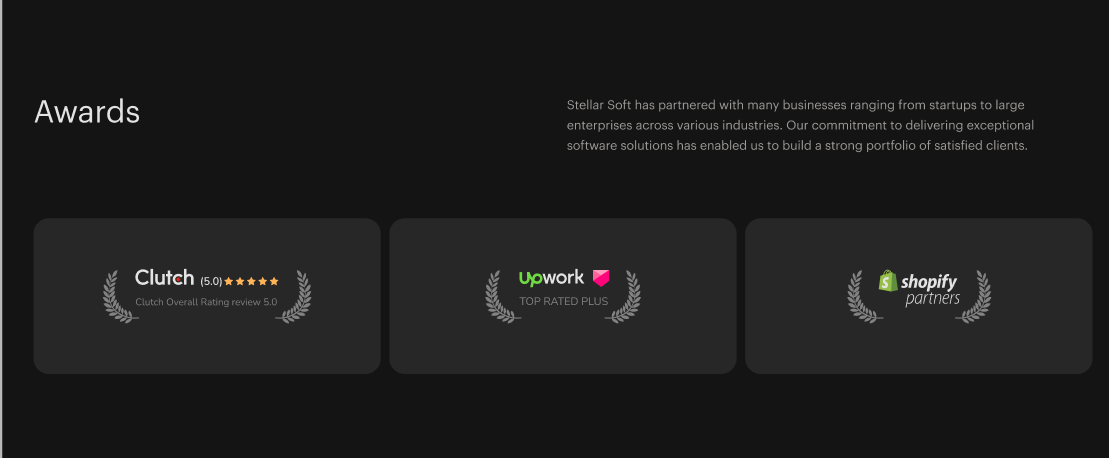 Awards
Stellar Soft has partnered with many businesses ranging from startups to large
enterprises across various industries. Our commitment to delivering exceptional
software solutions has enabled us to build a strong portfolio of satisfied clients.
Clutch (5.0)
Clutch Overall Rating review 5.0
upwork
TOP RATED PLUS
shopify
partners